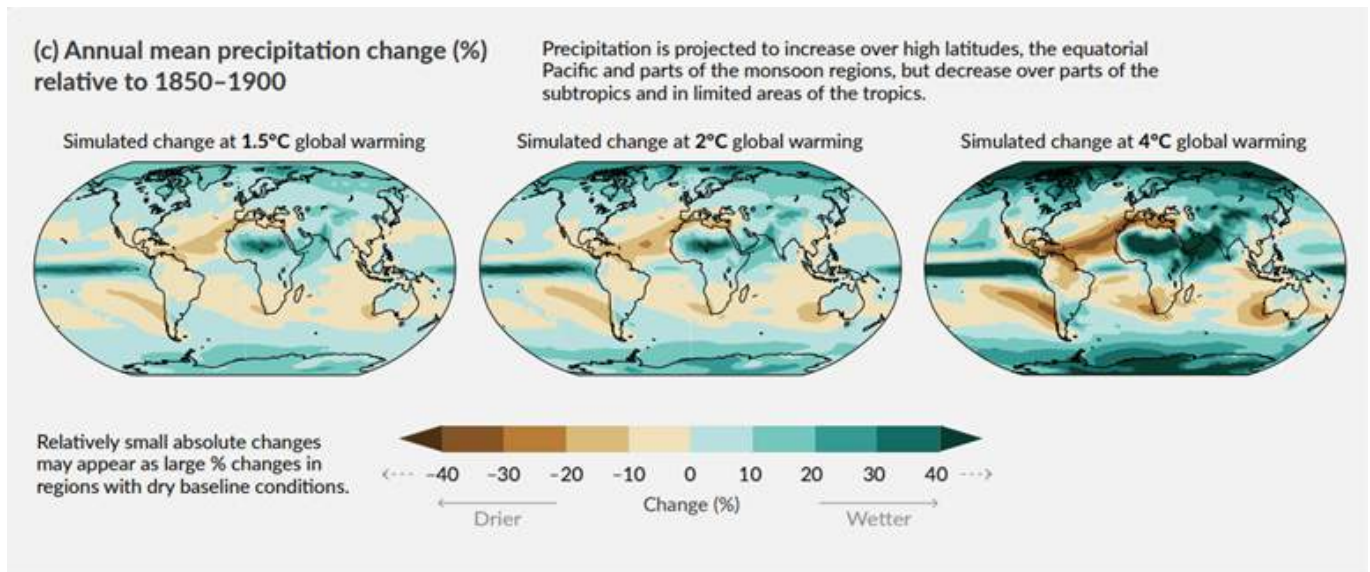 (c) Annual mean precipitation change (%)
relative to 1850–1900
Precipitation is projected to increase over high latitudes, the equatorial
Pacific and parts of the monsoon regions, but decrease over parts of the
subtropics and in limited areas of the tropics.
Simulated change at 1.5°C global warming
Simulated change at 2°C global warming
Simulated change at 4°C global warming
Relatively small absolute changes
may appear as large % changes in
regions with dry baseline conditions.
-40 -30 -20 -10 0 10 20 30 40
Change (%)
Drier
Wetter